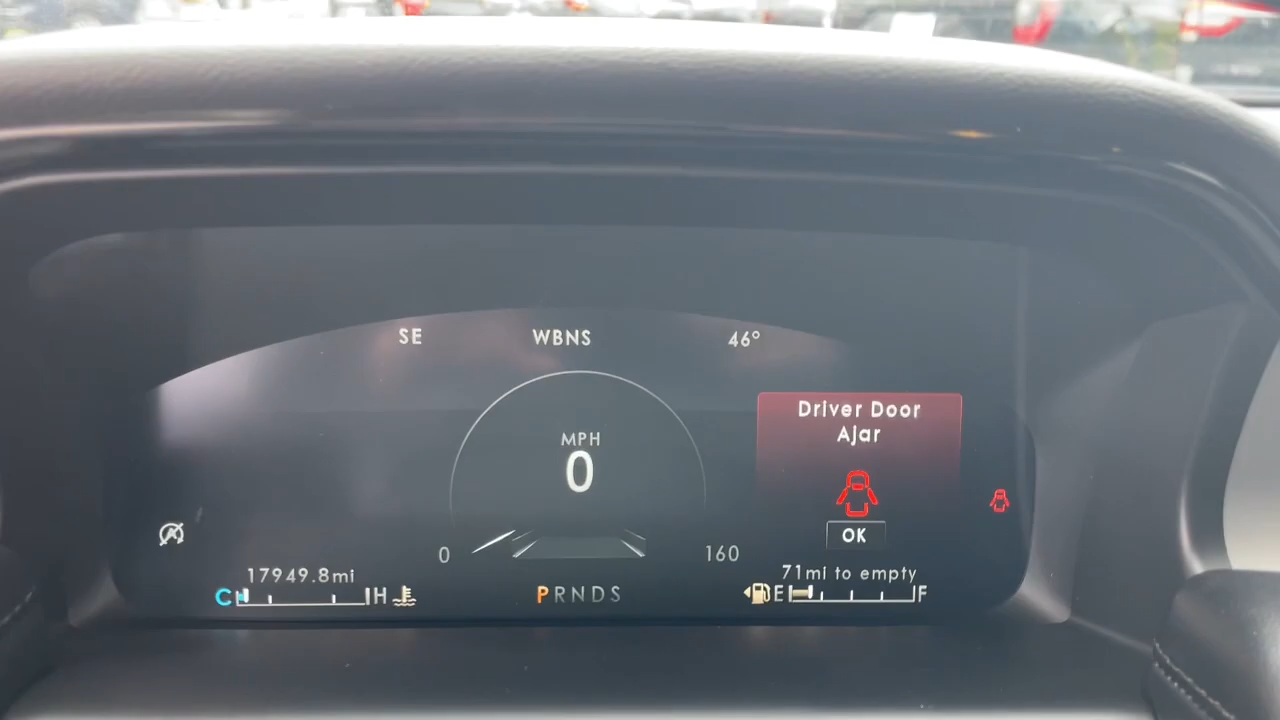 SE WBNS 46°
MPH
0
Driver Door
Ajar
OK
0
160
17949.8mi
C H
PRNDS
71mi to empty
E F